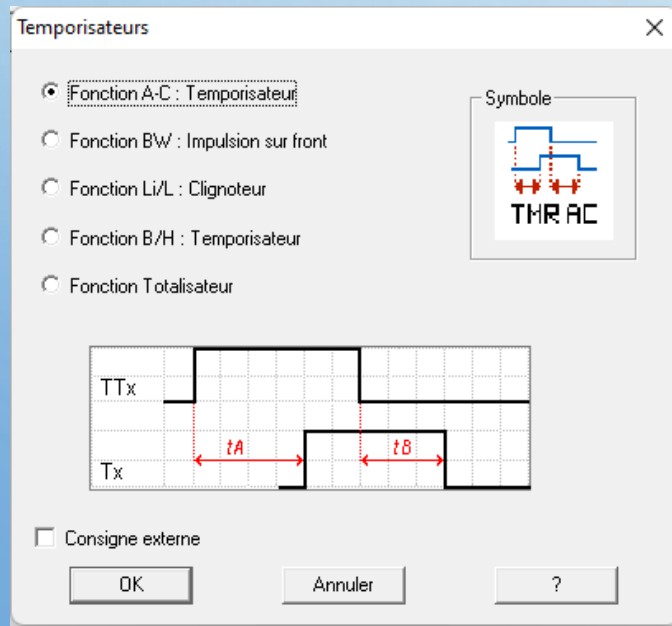 Temporisateurs
Fonction A-C : Temporisateur
Symbole
Fonction BW : Impulsion sur front
TMR AC
Fonction Li/L : Clignoteur
Fonction B/H : Temporisateur
Fonction Totalisateur
TTx
tA
tB
Tx
Consigne externe
OK
Annuler
?